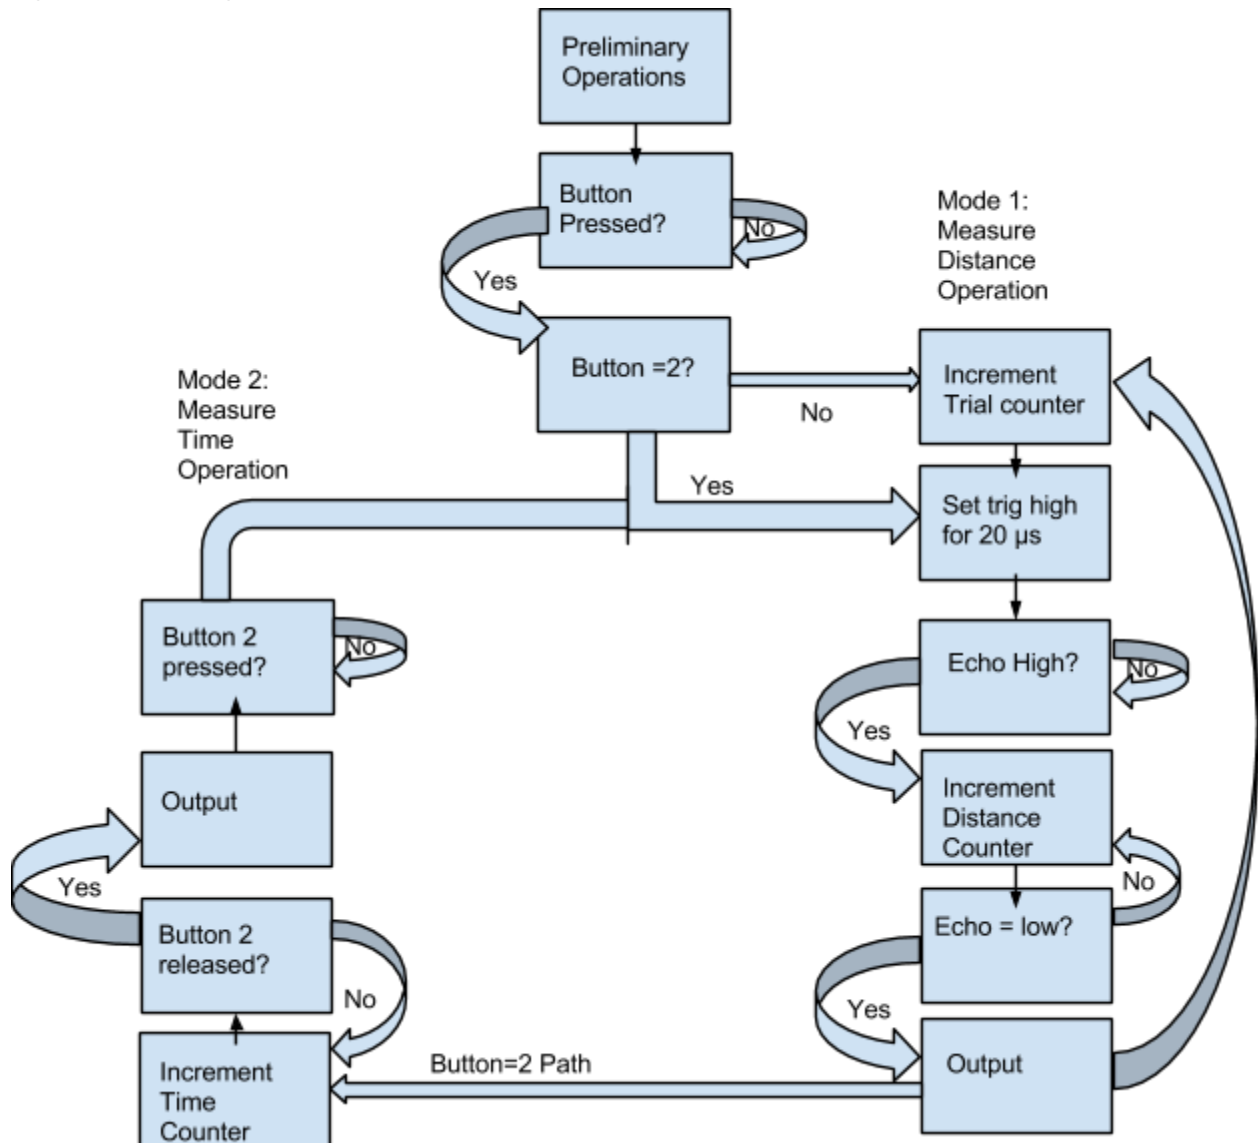 Preliminary
Operations
Button
Pressed?
No
Yes
Mode 1:
Measure
Distance
Operation
Button =2?
No
Yes
Increment
Trial counter
Set trig high
for 20 µs
Echo High?
No
Yes
Increment
Distance
Counter
No
Echo = low?
Yes
Output
Button=2 Path
Mode 2:
Measure
Time
Operation
Button 2
pressed?
No
Output
Yes
Button 2
released?
No
Increment
Time
Counter